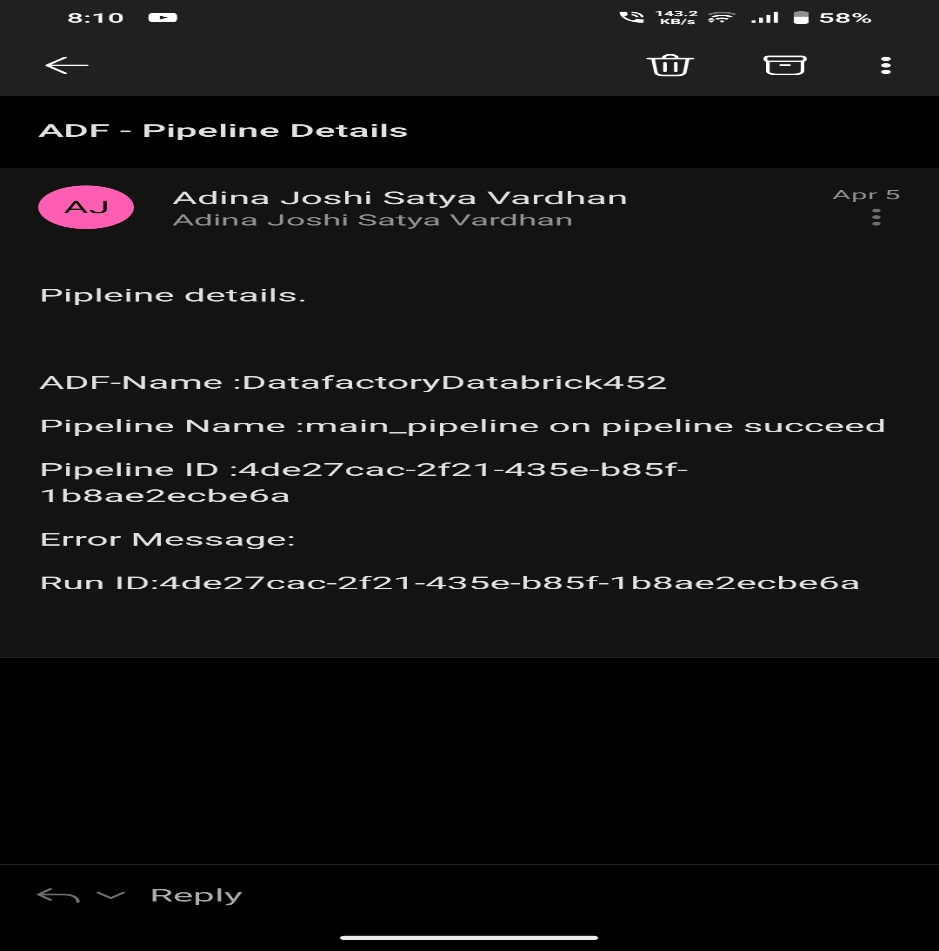 8:10 143.2 KB/s 58%
ADF - Pipeline Details
AJ
Adina Joshi Satya Vardhan
Apr 5
Adina Joshi Satya Vardhan
Pipleine details.
ADF-Name :DatafactoryDatabrick452
Pipeline Name :main_pipeline on pipeline succeed
Pipeline ID :4de27cac-2f21-435e-b85f-
1b8ae2ecbe6a
Error Message:
Run ID:4de27cac-2f21-435e-b85f-1b8ae2ecbe6a
Reply